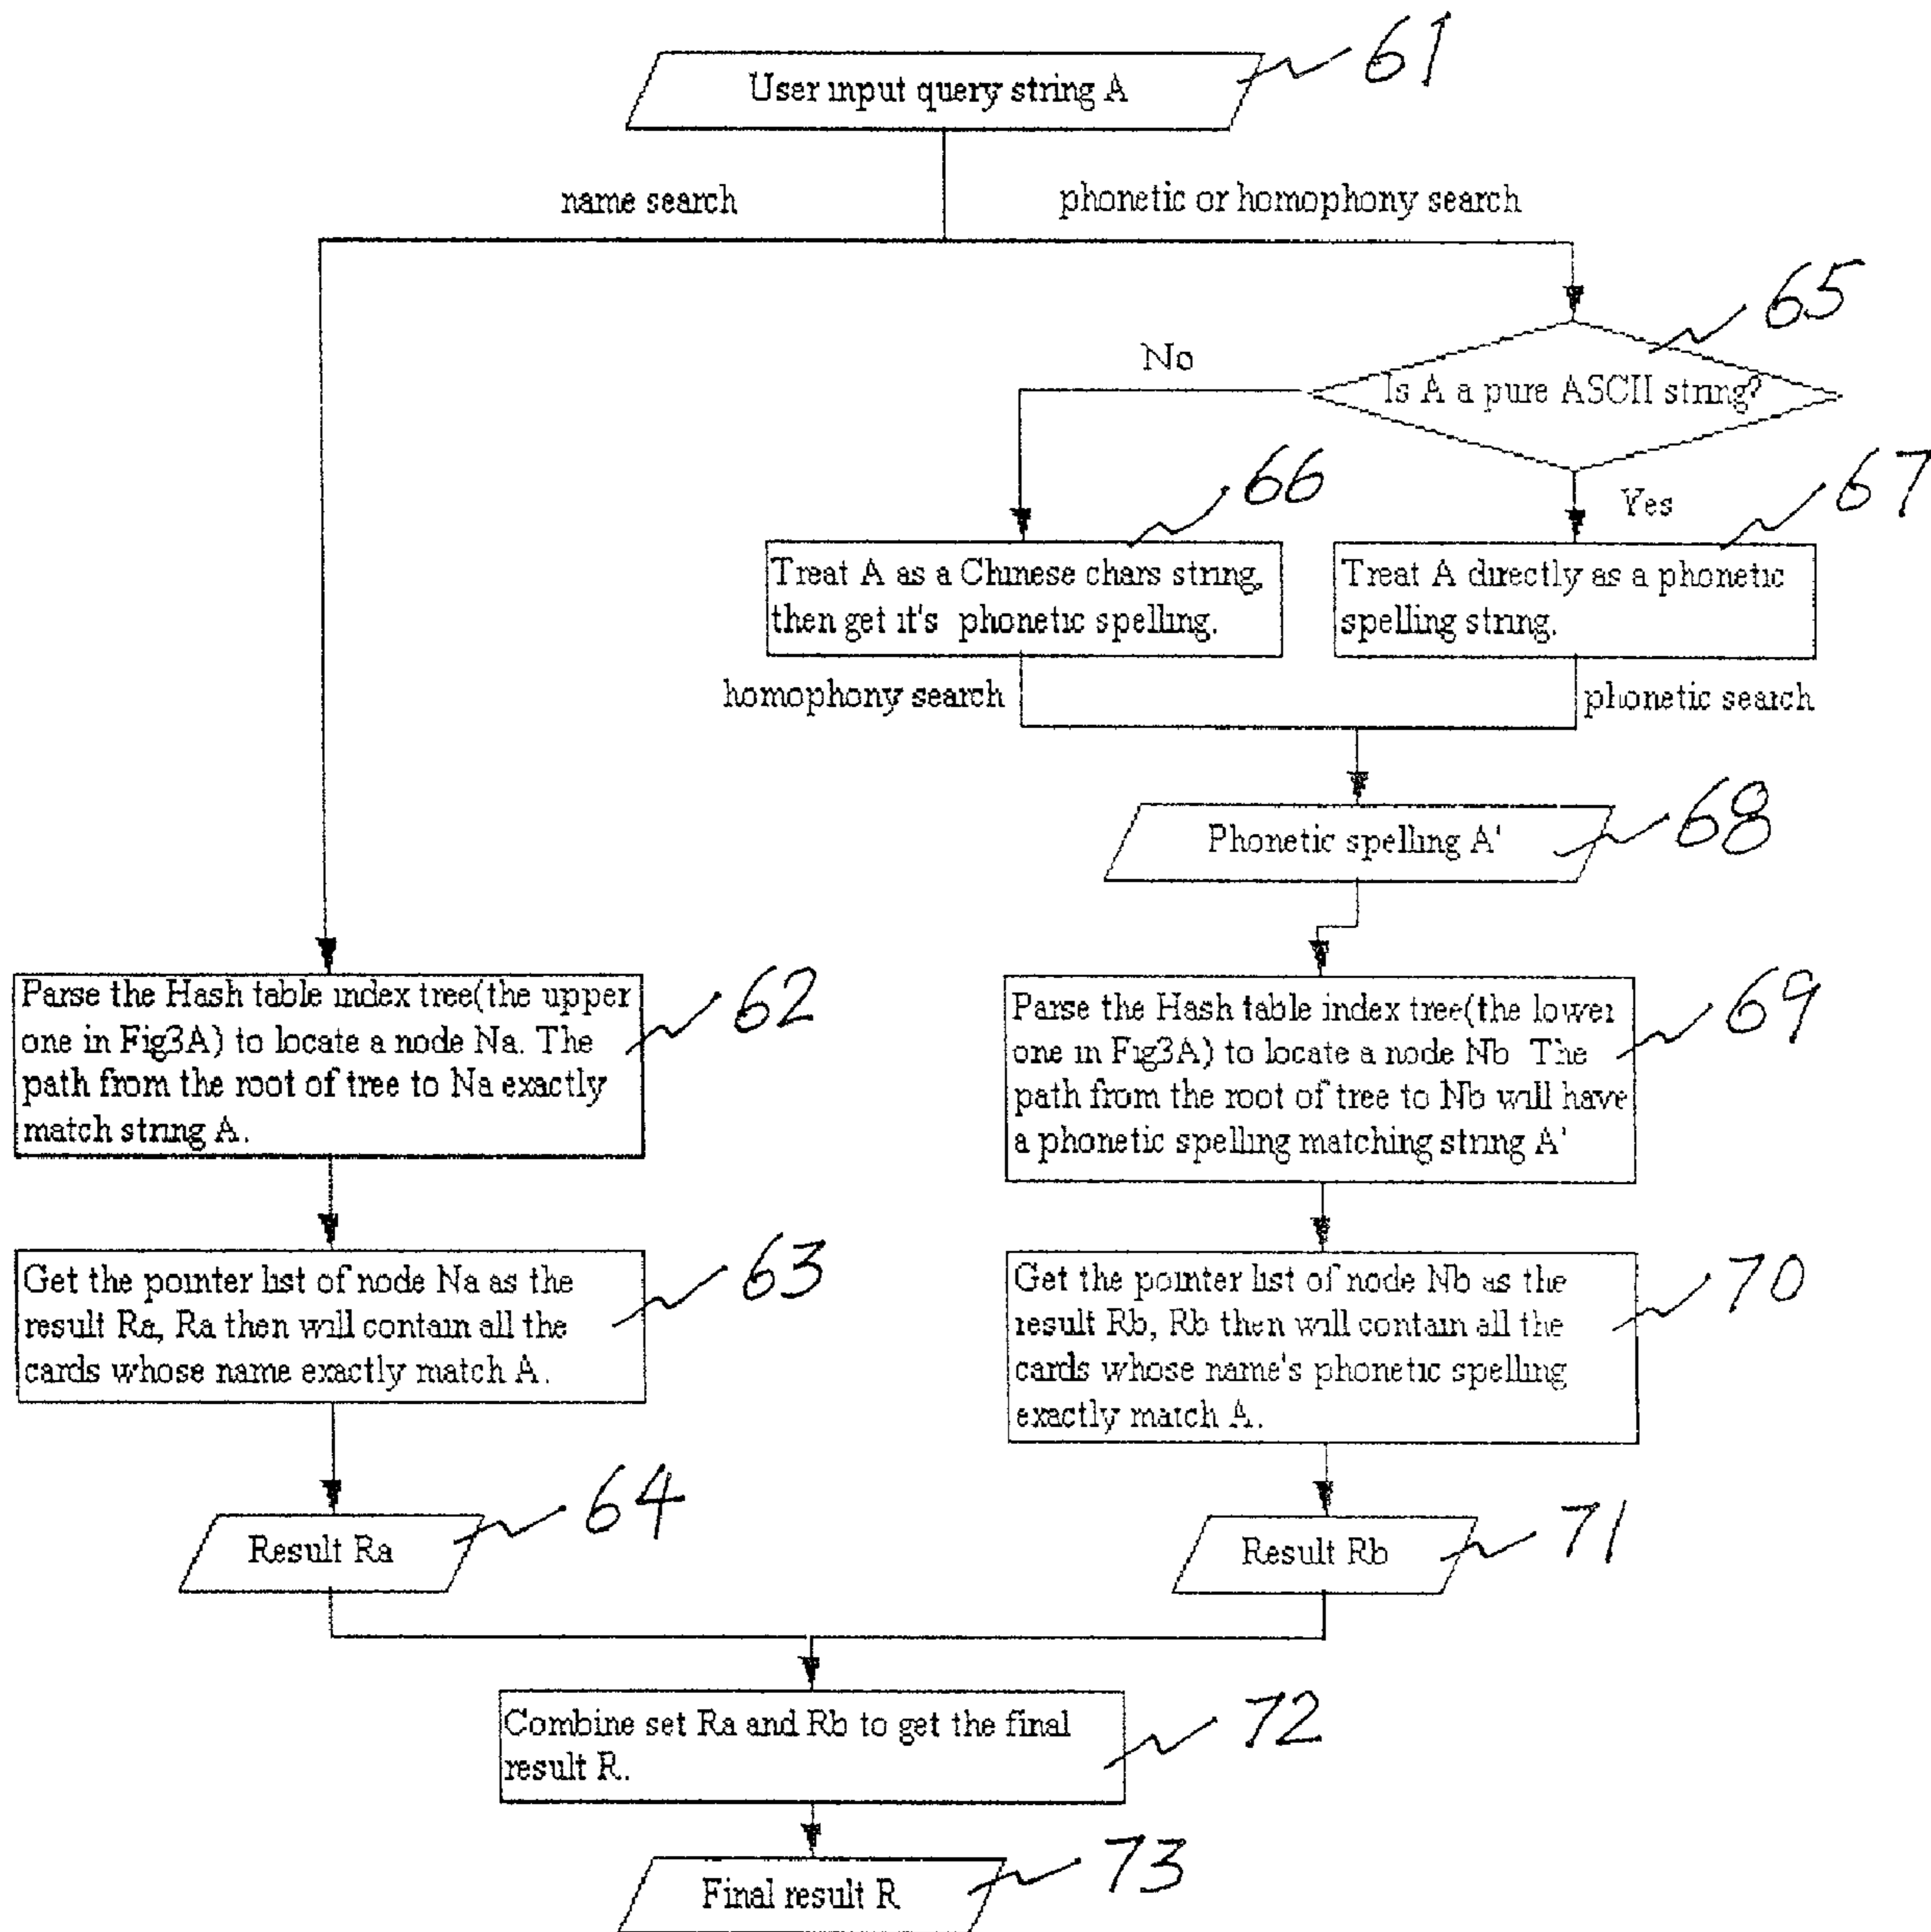 61
User input query string A
name search
phonetic or homophony search
65
No
Is A a pure ASCII string?
66
67
Yes
Treat A as a Chinese chars string,
then get it's phonetic spelling.
Treat A directly as a phonetic
spelling string.
homophony search
phonetic search
68
Phonetic spelling A'
62
Parse the Hash table index tree(the upper
one in Fig3A) to locate a node Na. The
path from the root of tree to Na exactly
match string A.
69
Parse the Hash table index tree(the lower
one in Fig3A) to locate a node Nb The
path from the root of tree to Nb will have
a phonetic spelling matching string A'
63
Get the pointer list of node Na as the
result Ra, Ra then will contain all the
cards whose name exactly match A.
70
Get the pointer list of node Nb as the
result Rb, Rb then will contain all the
cards whose name's phonetic spelling
exactly match A.
64
Result Ra
71
Result Rb
72
Combine set Ra and Rb to get the final
result R.
73
Final result R